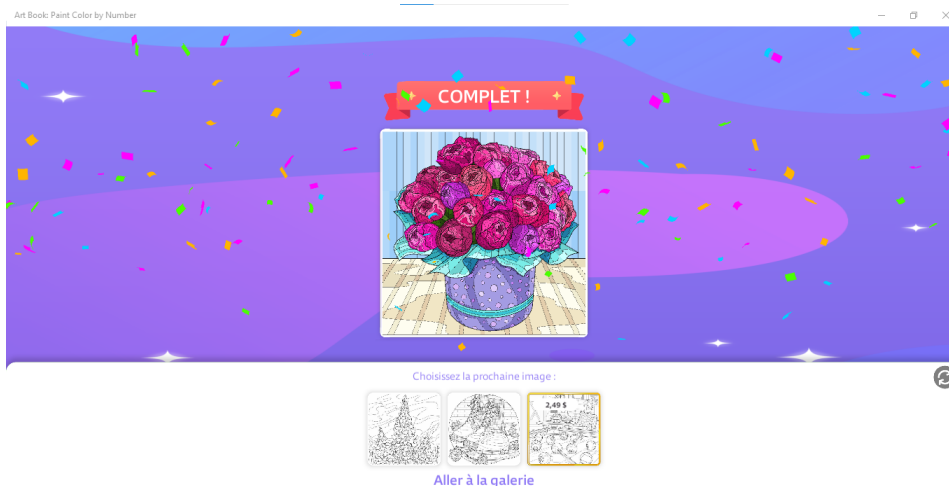 Art Book: Paint Color by Number
COMPLET !
Choisissez la prochaine image :
2,49 $
Aller à la galerie